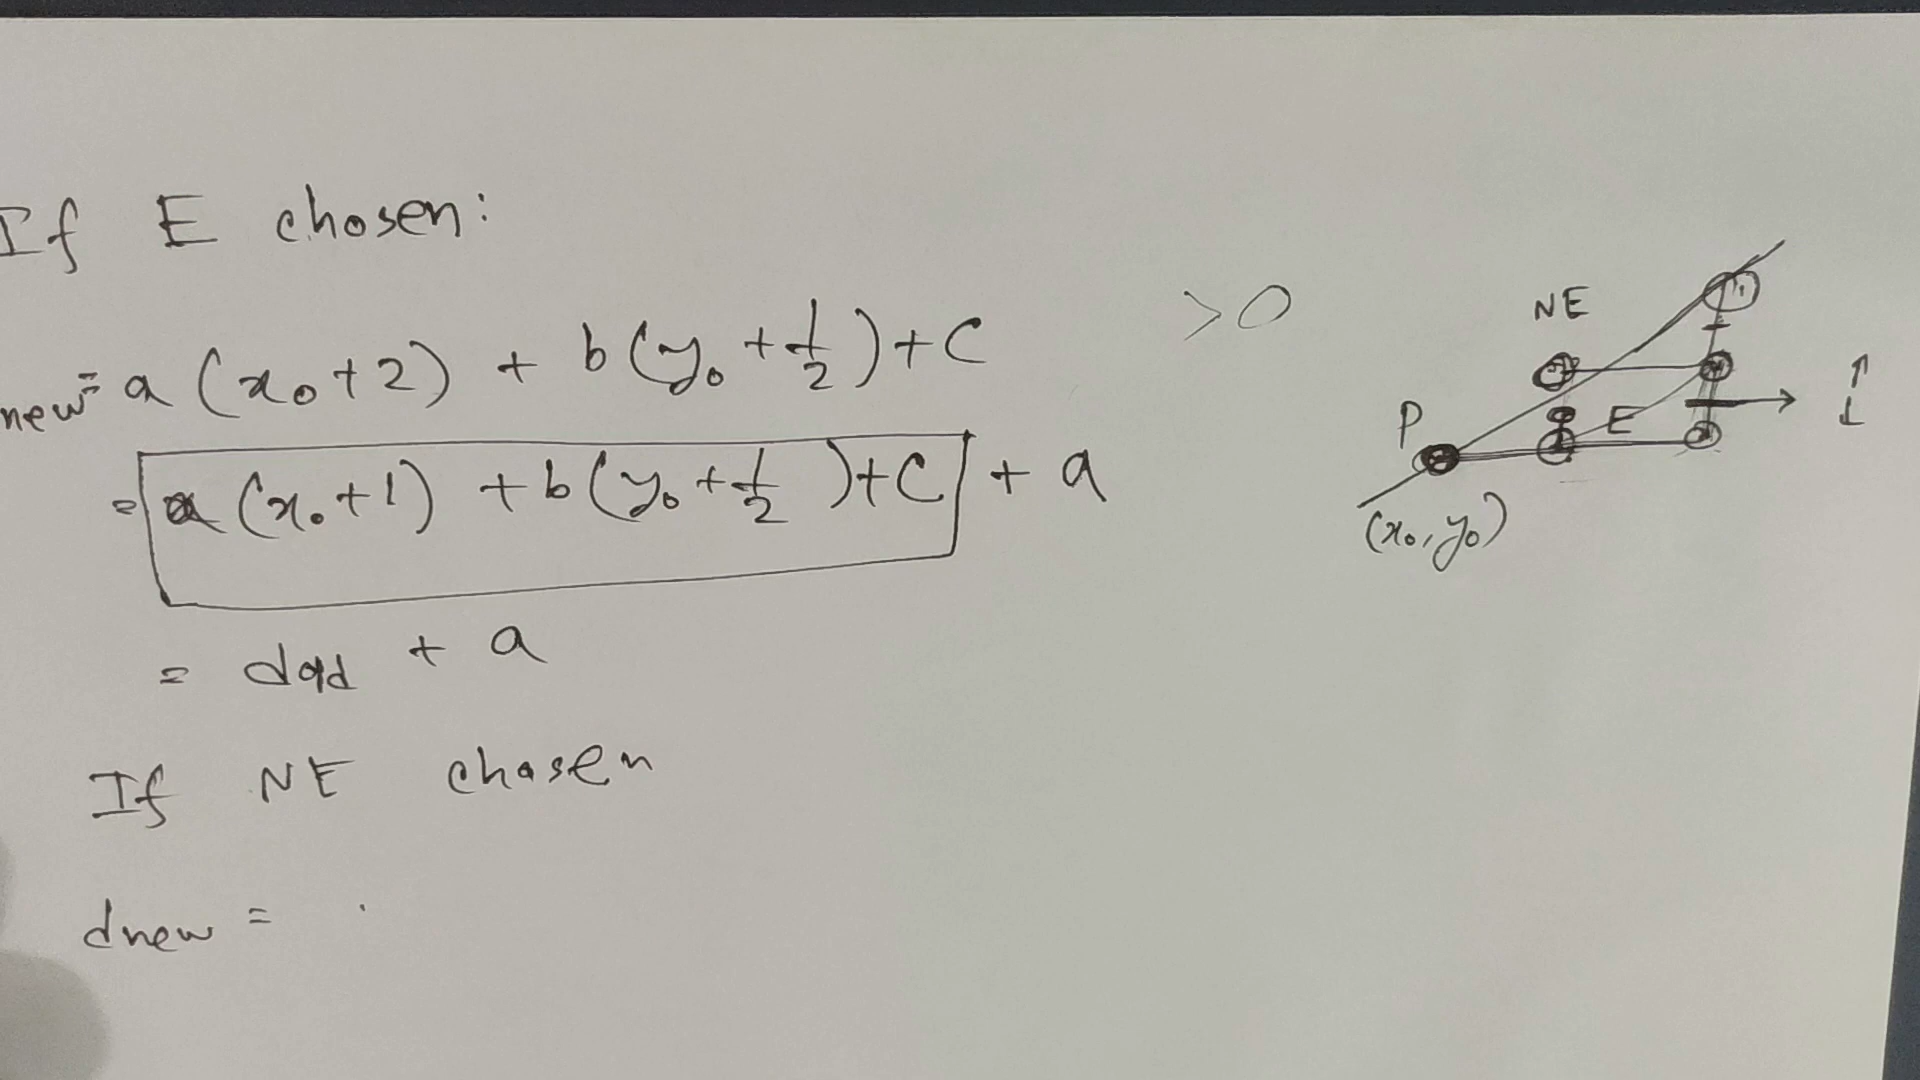 If E chosen:
new = a (x₀+2) + b(y₀ + 1/2) + C > 0
= a (x₀+1) + b(y₀ + 1/2) + C + a
= dold + a
If NE chosen
dnew =
NE
P
E
(x₀, y₀)